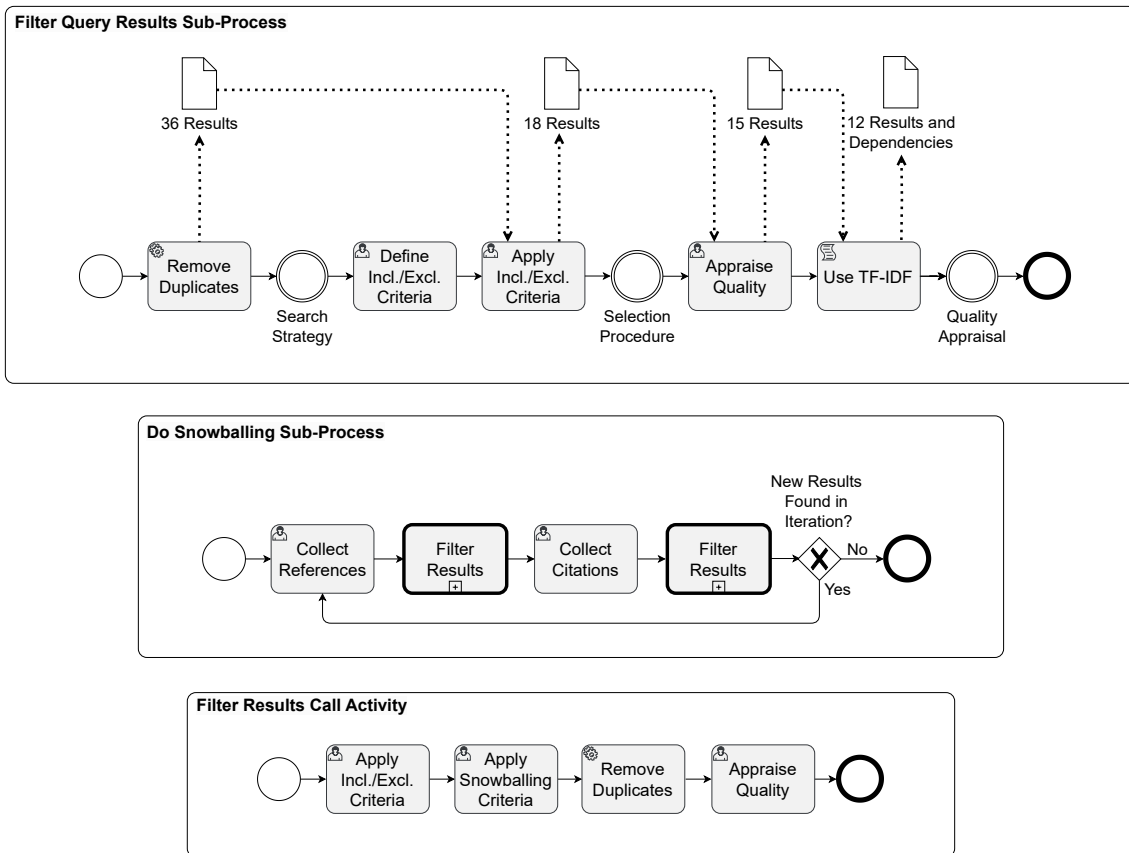 Filter Query Results Sub-Process
36 Results
18 Results
15 Results
12 Results and
Dependencies
Remove
Duplicates
Search
Strategy
Define
Incl./Excl.
Criteria
Apply
Incl./Excl.
Criteria
Selection
Procedure
Appraise
Quality
Use TF-IDF
Quality
Appraisal
Do Snowballing Sub-Process
Collect
References
Filter
Results
Collect
Citations
Filter
Results
New Results
Found in
Iteration?
No
Yes
Filter Results Call Activity
Apply
Incl./Excl.
Criteria
Apply
Snowballing
Criteria
Remove
Duplicates
Appraise
Quality